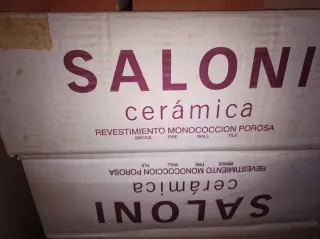 SALONI
cerámica
REVESTIMIENTO MONOCOCCION POROSA
SINGLE FIRE WALL TILE
REVESTIMIENTO MONOCOCCION POROSA
SINGLE FIRE WALL TILE
cerámica
SALONI